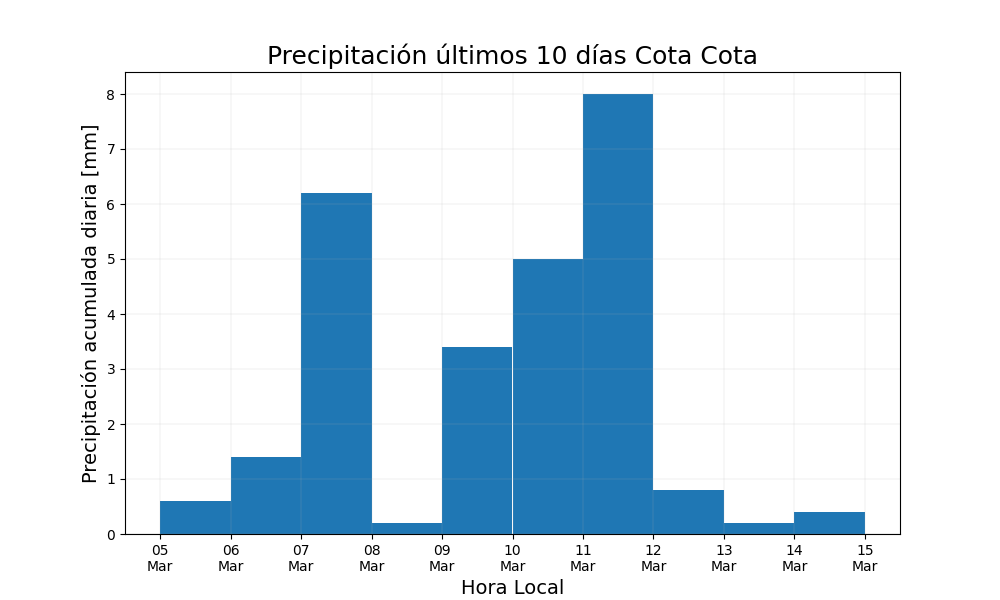 Precipitación últimos 10 días Cota Cota
Precipitación acumulada diaria [mm]
8
7
6
5
4
3
2
1
0
05 06 07 08 09 10 11 12 13 14 15
Mar Mar Mar Mar Mar Mar Mar Mar Mar Mar Mar
Hora Local